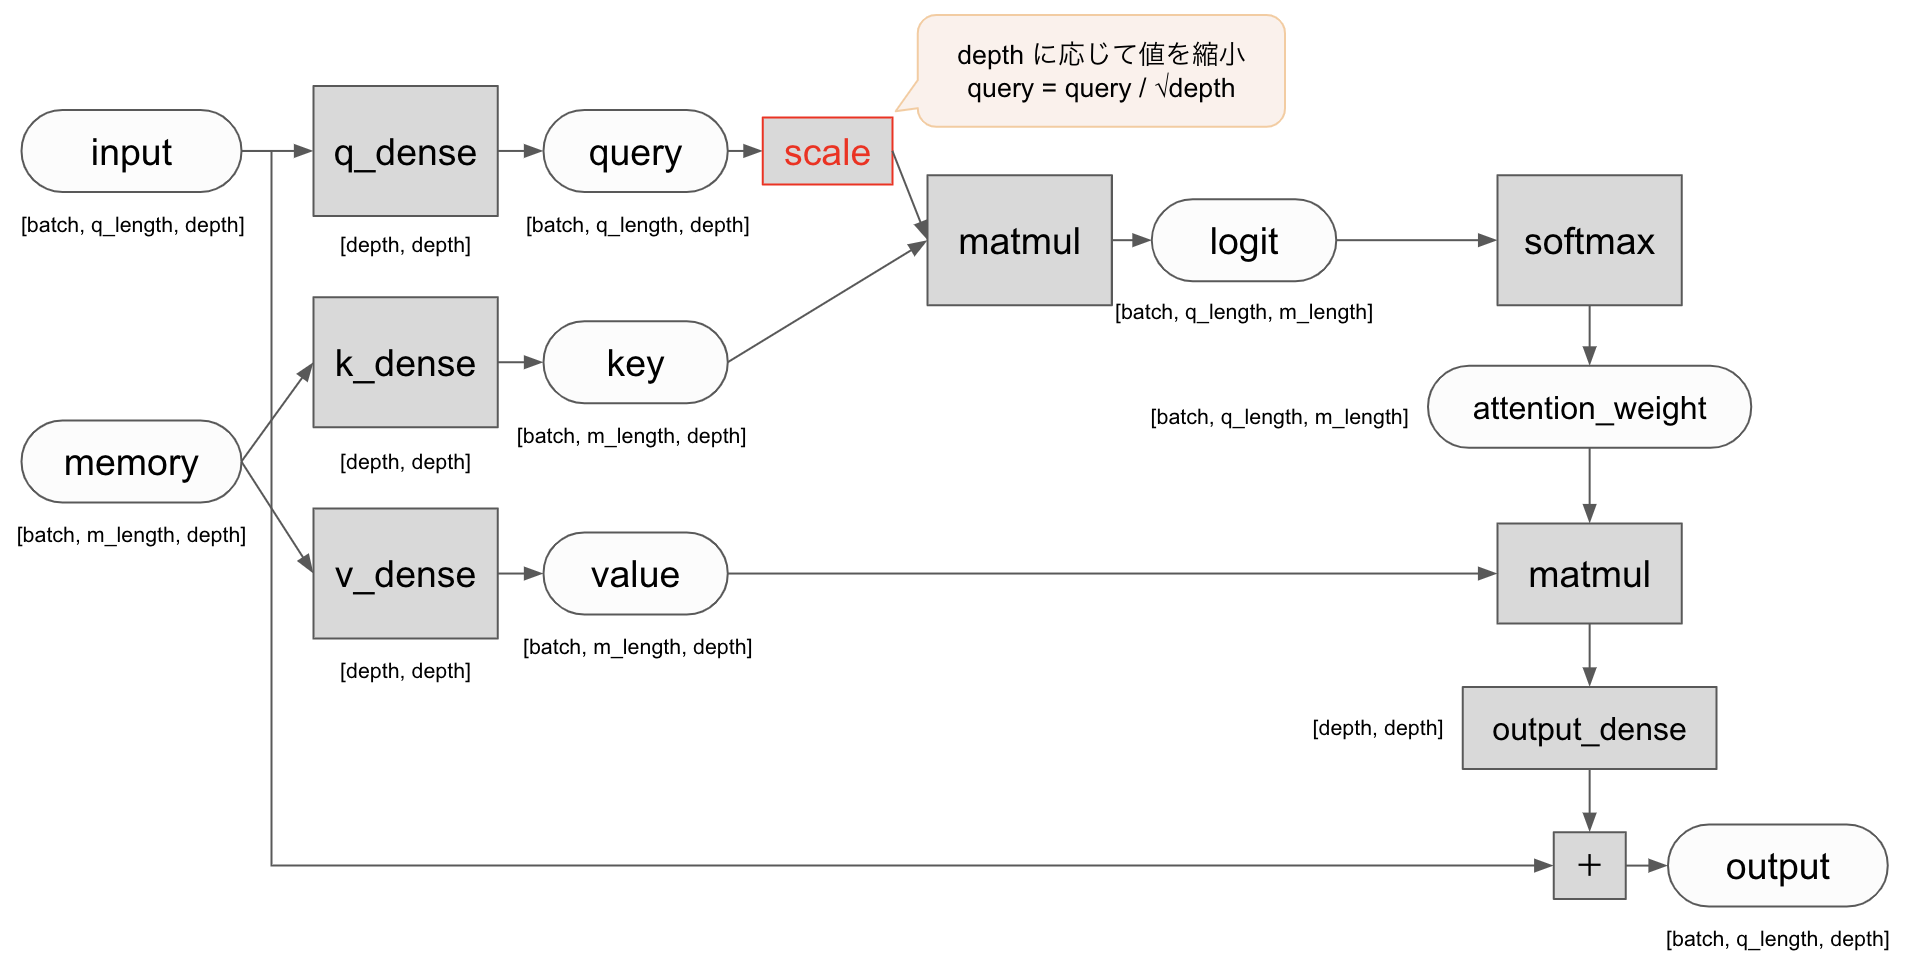 depth に応じて値を縮小
query = query / √depth
input
q_dense
query
scale
[batch, q_length, depth]
[depth, depth]
[batch, q_length, depth]
matmul
logit
softmax
[batch, q_length, m_length]
k_dense
key
[depth, depth]
[batch, m_length, depth]
attention_weight
[batch, q_length, m_length]
memory
[batch, m_length, depth]
v_dense
value
matmul
[depth, depth]
[batch, m_length, depth]
output_dense
[depth, depth]
+
output
[batch, q_length, depth]